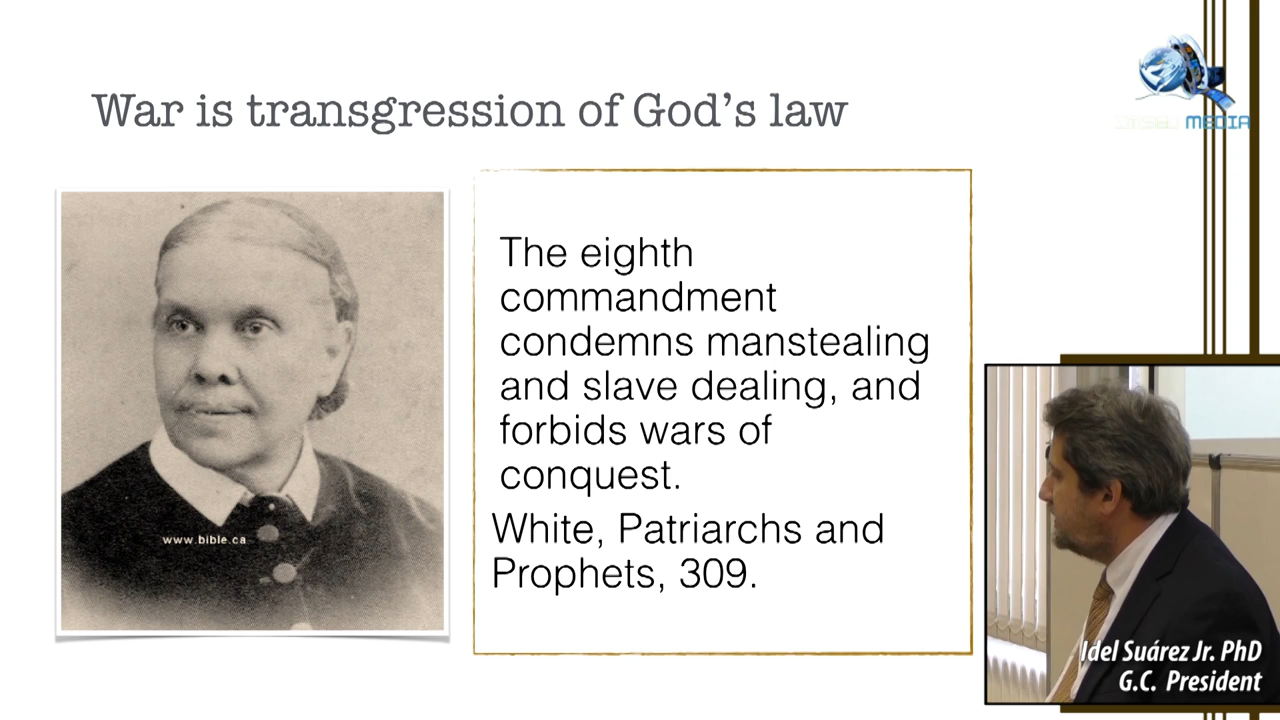 War is transgression of God's law
MEDIA
The eighth
commandment
condemns manstealing
and slave dealing, and
forbids wars of
conquest.
White, Patriarchs and
Prophets, 309.
www.bible.ca
Idel Suárez Jr. PhD
G.C. President